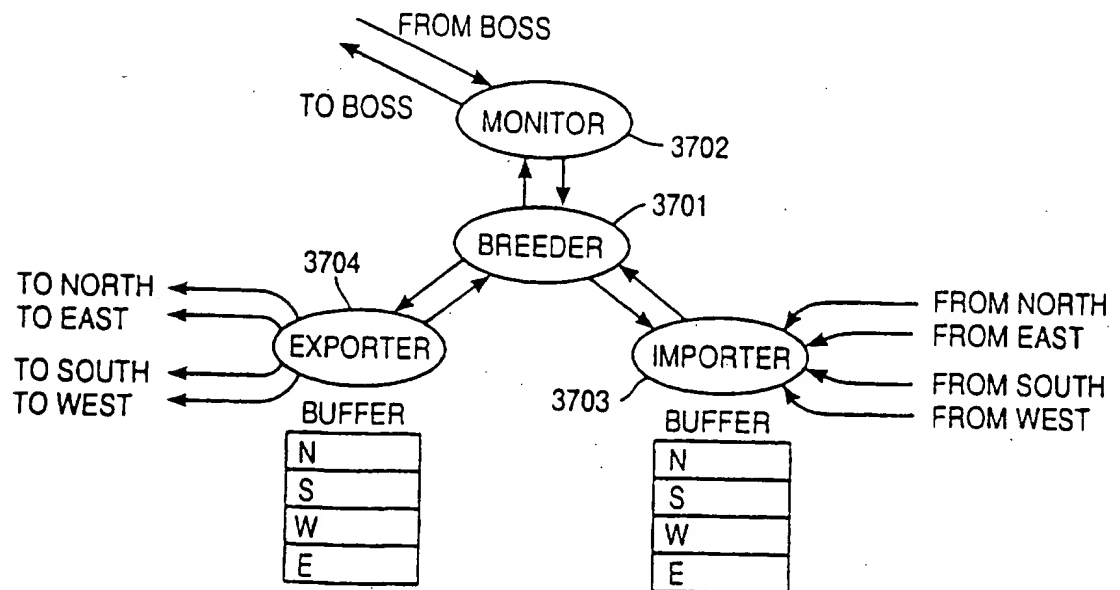 FROM BOSS
TO BOSS
MONITOR
3702
3701
BREEDER
3704
TO NORTH
TO EAST
EXPORTER
TO SOUTH
TO WEST
FROM NORTH
FROM EAST
IMPORTER
FROM SOUTH
FROM WEST
3703
BUFFER
N
S
W
E
BUFFER
N
S
W
E